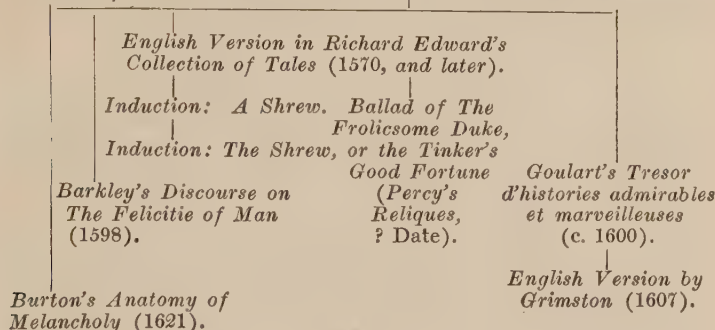 English Version in Richard Edward's
Collection of Tales (1570, and later).
Induction: A Shrew.
Induction: The Shrew,
Ballad of The
Frolicsome Duke,
or the Tinker's
Good Fortune
(Percy's
Reliques,
? Date).
Barkley's Discourse on
The Felicitie of Man
(1598).
Goulart's Tresor
d'histories admirables
et marveilleuses
(c. 1600).
English Version by
Grimston (1607).
Burton's Anatomy of
Melancholy (1621).